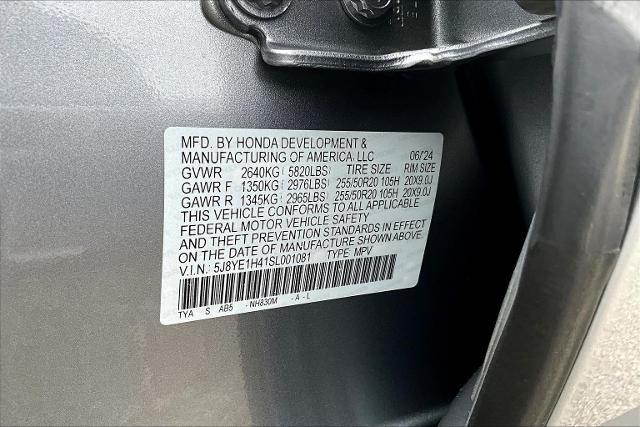 MFD. BY HONDA DEVELOPMENT &
MANUFACTURING OF AMERICA, LLC 06/'24
GVWR 2640KG ( 5820LBS) TIRE SIZE RIM SIZE
GAWR F 1350KG ( 2976LBS) 255/50R20 105H 20X9.0J
GAWR R 1345KG ( 2965LBS) 255/50R20 105H 20X9.0J
THIS VEHICLE CONFORMS TO ALL APPLICABLE
FEDERAL MOTOR VEHICLE SAFETY
AND THEFT PREVENTION STANDARDS IN EFFECT
ON THE DATE OF MANUFACTURE SHOWN ABOVE.
V.I.N.: 5J8YE1H41SL001081 TYPE: MPV
TYA S AB5 - NH830M - A - L